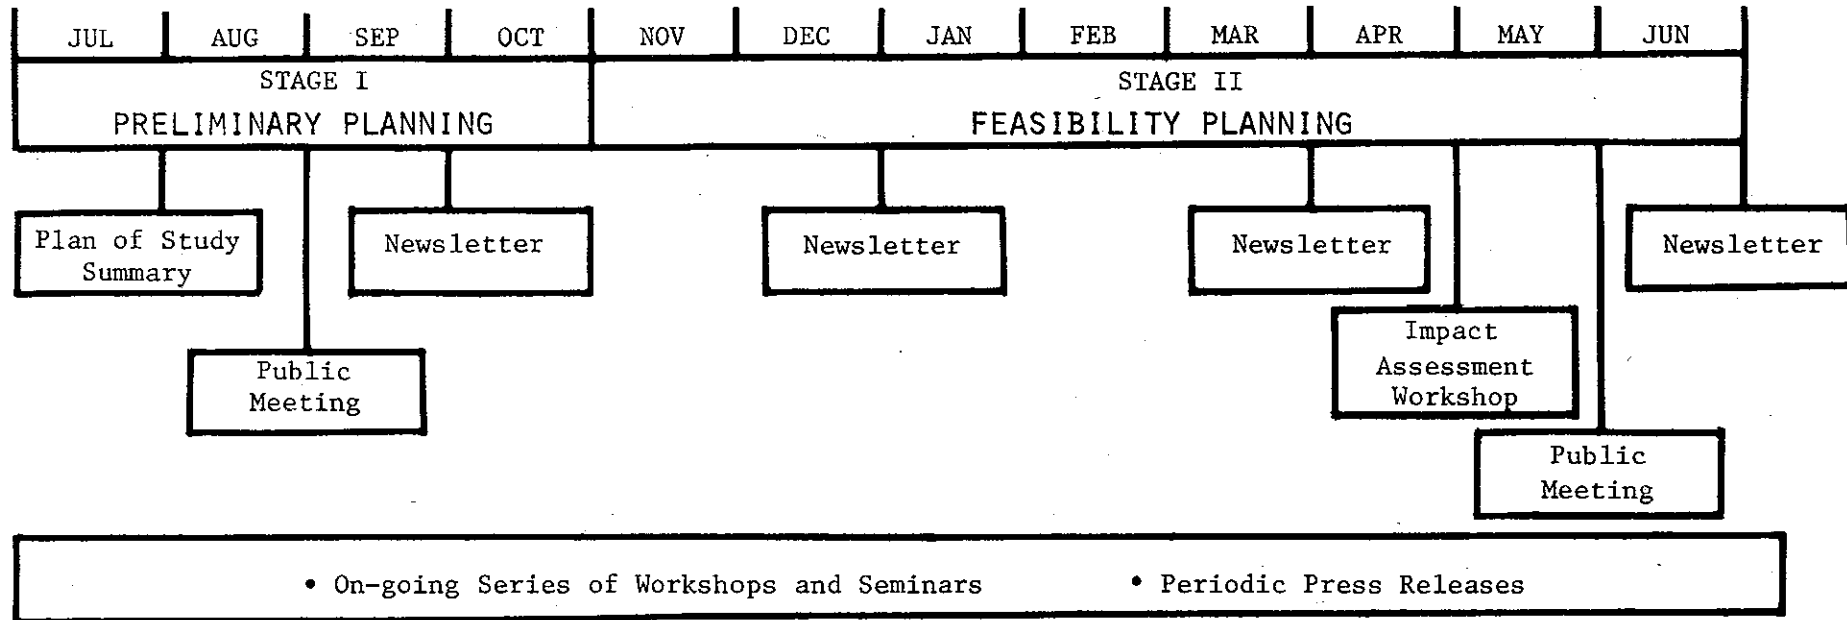 JUL AUG SEP OCT NOV DEC JAN FEB MAR APR MAY JUN
STAGE I
PRELIMINARY PLANNING
STAGE II
FEASIBILITY PLANNING
Plan of Study
Summary
Newsletter
Newsletter
Newsletter
Newsletter
Public
Meeting
Impact
Assessment
Workshop
Public
Meeting
• On-going Series of Workshops and Seminars • Periodic Press Releases